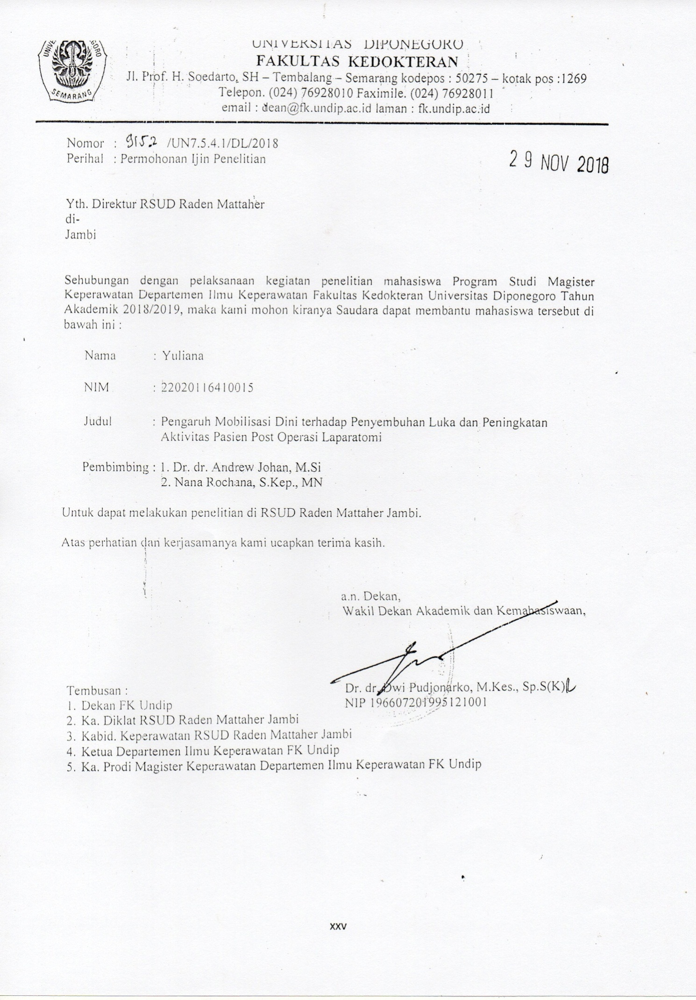 UNIVERSITAS DIPONEGORO
FAKULTAS KEDOKTERAN
Jl. Prof. H. Soedarto, SH – Tembalang – Semarang kodepos : 50275 – kotak pos :1269
Telepon. (024) 76928010 Faximile. (024) 76928011
email : dean@fk.undip.ac.id laman : fk.undip.ac.id
SEMARANG
Nomor : 9152 /UN7.5.4.1/DL/2018
Perihal : Permohonan Ijin Penelitian
29 NOV 2018
Yth. Direktur RSUD Raden Mattaher
di-
Jambi
Sehubungan dengan pelaksanaan kegiatan penelitian mahasiswa Program Studi Magister
Keperawatan Departemen Ilmu Keperawatan Fakultas Kedokteran Universitas Diponegoro Tahun
Akademik 2018/2019, maka kami mohon kiranya Saudara dapat membantu mahasiswa tersebut di
bawah ini :
Nama : Yuliana
NIM : 22020116410015
Judul : Pengaruh Mobilisasi Dini terhadap Penyembuhan Luka dan Peningkatan
Aktivitas Pasien Post Operasi Laparatomi
Pembimbing : 1. Dr. dr. Andrew Johan, M.Si
2. Nana Rochana, S.Kep., MN
Untuk dapat melakukan penelitian di RSUD Raden Mattaher Jambi.
Atas perhatian dan kerjasamanya kami ucapkan terima kasih.
a.n. Dekan,
Wakil Dekan Akademik dan Kemahasiswaan,
Dr. dr. Dwi Pudjonarko, M.Kes., Sp.S(K)
NIP 196607201995121001
Tembusan :
1. Dekan FK Undip
2. Ka. Diklat RSUD Raden Mattaher Jambi
3. Kabid. Keperawatan RSUD Raden Mattaher Jambi
4. Ketua Departemen Ilmu Keperawatan FK Undip
5. Ka. Prodi Magister Keperawatan Departemen Ilmu Keperawatan FK Undip
xxv